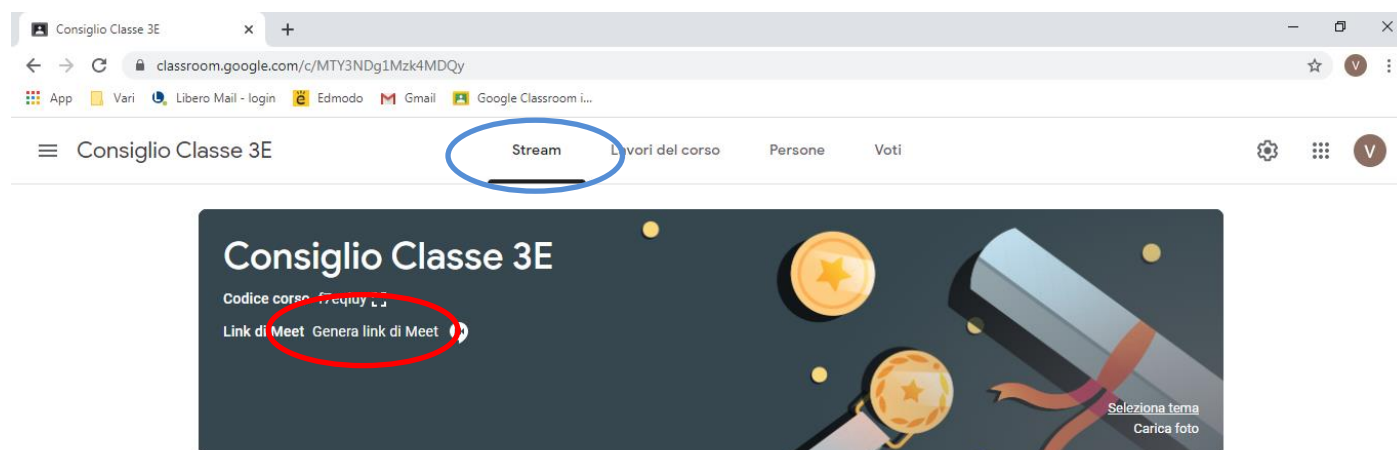 Consiglio Classe 3E
classroom.google.com/c/MTY3NDg1Mzk4MDQy
V
App Vari Libero Mail - login Edmodo Gmail Google Classroom i...
Consiglio Classe 3E Stream Lavori del corso Persone Voti V
Consiglio Classe 3E
Codice corso
Link di Meet Genera link di Meet
Seleziona tema
Carica foto